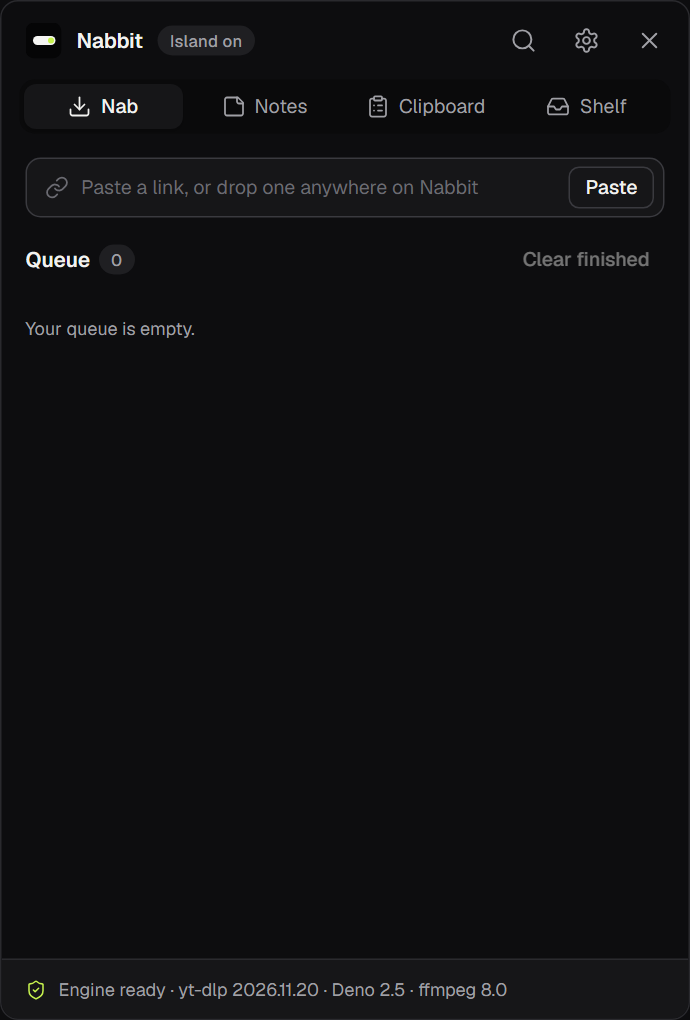 Nabbit Island on
Nab Notes Clipboard Shelf
Paste a link, or drop one anywhere on Nabbit Paste
Queue 0 Clear finished
Your queue is empty.
Engine ready · yt-dlp 2026.11.20 · Deno 2.5 · ffmpeg 8.0